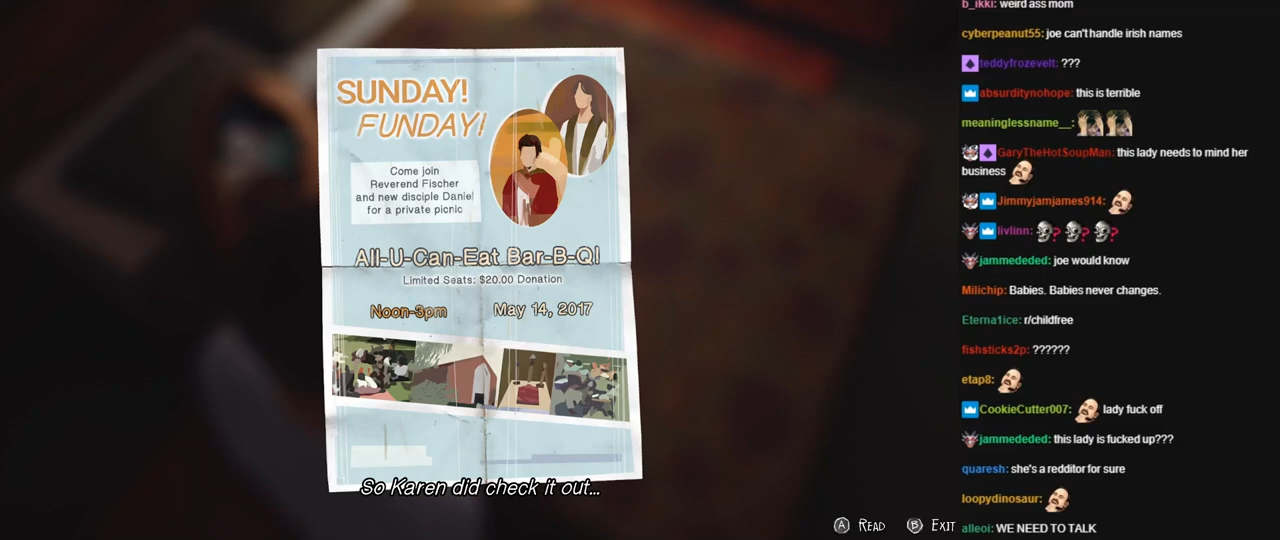 SUNDAY!
FUNDAY!
Come join
Reverend Fischer
and new disciple Daniel
for a private picnic
All-U-Can-Eat Bar-B-Q!
Limited Seats: $20.00 Donation
Noon-3pm
May 14, 2017
So Karen did check it out...
A READ B EXIT
b_ikki: weird ass mom
cyberpeanut55: joe can't handle irish names
teddyfrozevelt: ???
absurditynohope: this is terrible
meaninglessname__:
GaryTheHotSoupMan: this lady needs to mind her
business
Jimmyjamjames914:
livlinn: ? ? ?
jammededed: joe would know
Milichip: Babies. Babies never changes.
Eterna1ice: r/childfree
fishsticks2p: ??????
etap8:
CookieCutter007: lady fuck off
jammededed: this lady is fucked up???
quaresh: she's a redditor for sure
loopydinosaur:
alleoi: WE NEED TO TALK